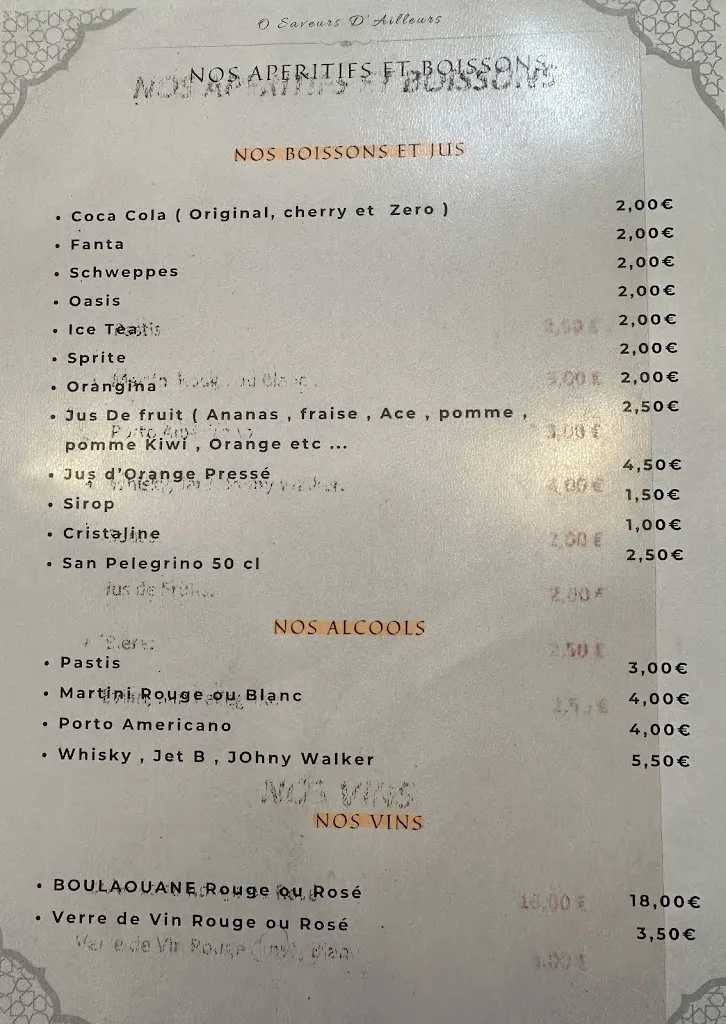 O Saveurs D'Ailleurs
NOS APERITIFS ET BOISSONS
NOS BOISSONS ET JUS
• Coca Cola ( Original, cherry et Zero ) 2,00€
• Fanta 2,00€
• Schweppes 2,00€
• Oasis 2,00€
• Ice Tea 2,00€
• Sprite 2,00€
• Orangina 2,00€
• Jus De fruit ( Ananas , fraise , Ace , pomme , 2,50€
pomme Kiwi , Orange etc ...
• Jus d'Orange Pressé 4,50€
• Sirop 1,50€
• Cristaline 1,00€
• San Pelegrino 50 cl 2,50€
NOS ALCOOLS
• Pastis 3,00€
• Martini Rouge ou Blanc 4,00€
• Porto Americano 4,00€
• Whisky , Jet B , JOhny Walker 5,50€
NOS VINS
NOS VINS
• BOULAOUANE Rouge ou Rosé 18,00€
• Verre de Vin Rouge ou Rosé 3,50€